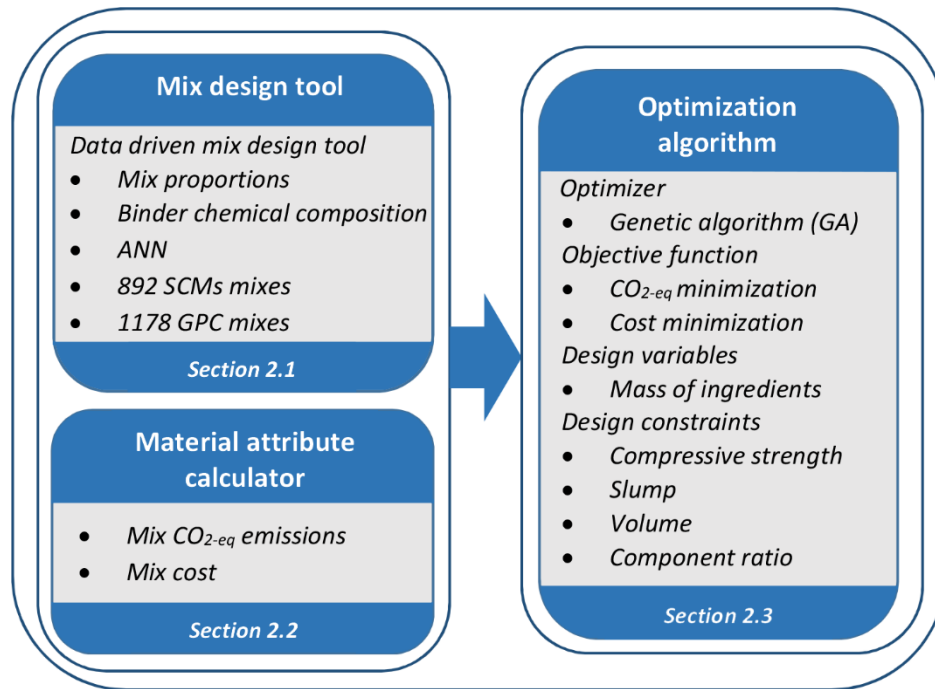 Mix design tool
Data driven mix design tool
• Mix proportions
• Binder chemical composition
• ANN
• 892 SCMs mixes
• 1178 GPC mixes
Section 2.1
Material attribute
calculator
• Mix CO2-eq emissions
• Mix cost
Section 2.2
Optimization
algorithm
Optimizer
• Genetic algorithm (GA)
Objective function
• CO2-eq minimization
• Cost minimization
Design variables
• Mass of ingredients
Design constraints
• Compressive strength
• Slump
• Volume
• Component ratio
Section 2.3